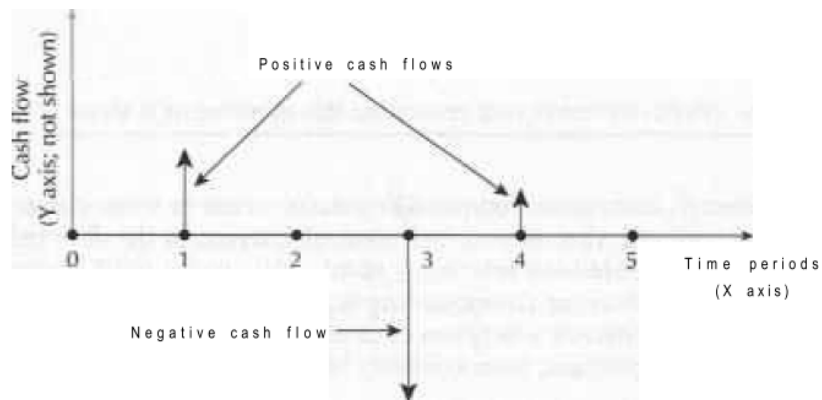 Positive cash flows
Cash flow
(Y axis; not shown)
0 1 2 3 4 5
Time periods
(X axis)
Negative cash flow